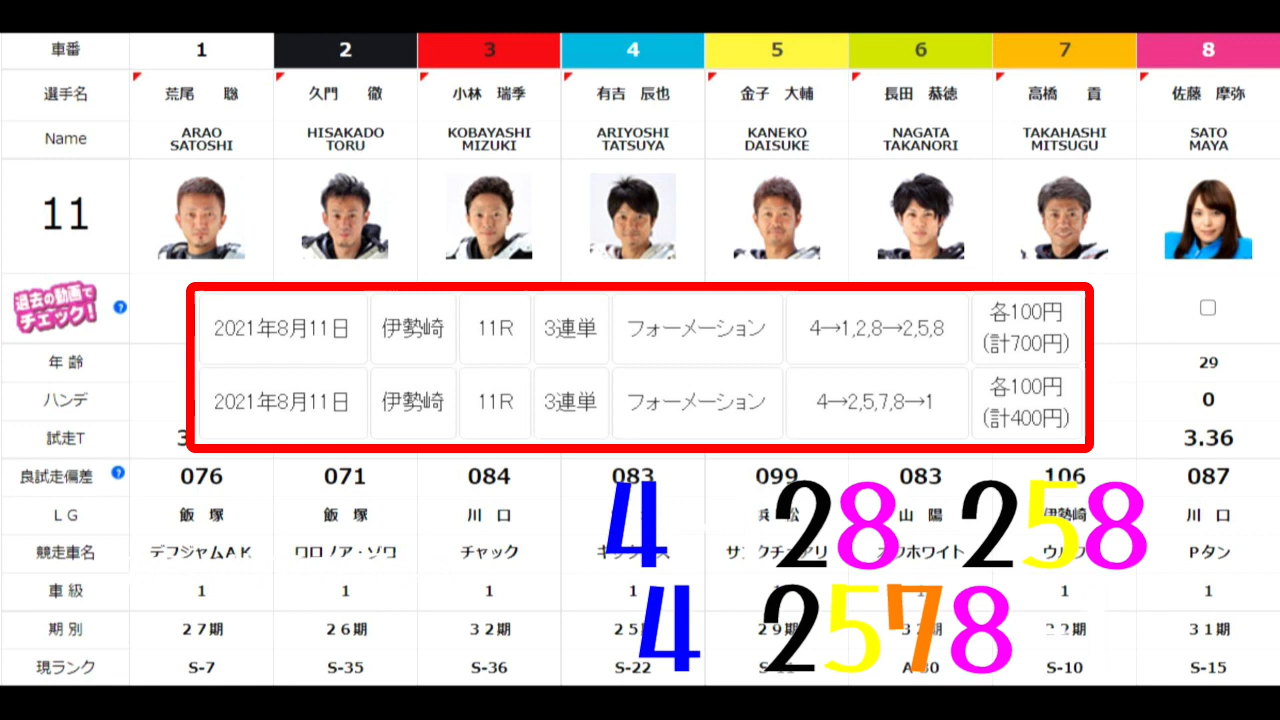 車番 1 2 3 4 5 6 7 8
選手名 荒尾 聡 久門 徹 小林 瑞季 有吉 辰也 金子 大輔 長田 恭徳 高橋 貢 佐藤 摩弥
Name ARAO SATOSHI HISAKADO TORU KOBAYASHI MIZUKI ARIYOSHI TATSUYA KANEKO DAISUKE NAGATA TAKANORI TAKAHASHI MITSUGU SATO MAYA
11
過去の動画でチェック! ?
2021年8月11日 伊勢崎 11R 3連単 フォーメーション 4→1,2,8→2,5,8 各100円 (計700円)
2021年8月11日 伊勢崎 11R 3連単 フォーメーション 4→2,5,7,8→1 各100円 (計400円)
年齢 29
ハンデ 0
試走T 3.36
良試走偏差 ? 076 071 084 083 099 083 106 087
LG 飯塚 飯塚 川口 浜松 山陽 伊勢崎 川口
4 28 258
競走車名 デフジャムAK ロロノア・ゾロ チャック Pタン
車級 1 1 1 1 1 1 1
4 2578
期別 27期 26期 32期 31期
現ランク S-7 S-35 S-36 S-22 S-10 S-15